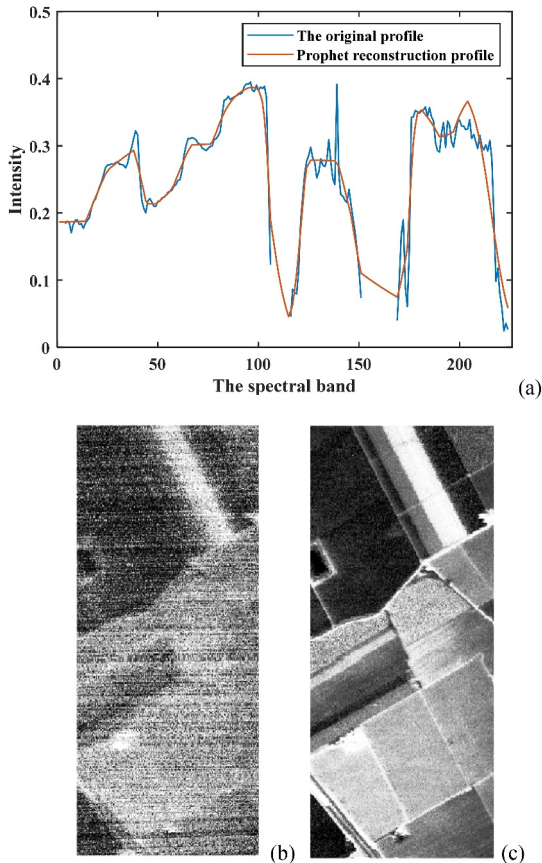 0.5
The original profile
Prophet reconstruction profile
0.4
0.3
Intensity
0.2
0.1
0
0
50
100
150
200
The spectral band
(a)
(b)
(c)